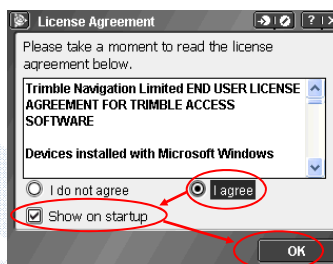 License Agreement
Please take a moment to read the license
agreement below.
Trimble Navigation Limited END USER LICENSE
AGREEMENT FOR TRIMBLE ACCESS
SOFTWARE
Devices installed with Microsoft Windows
I do not agree
I agree
Show on startup
OK